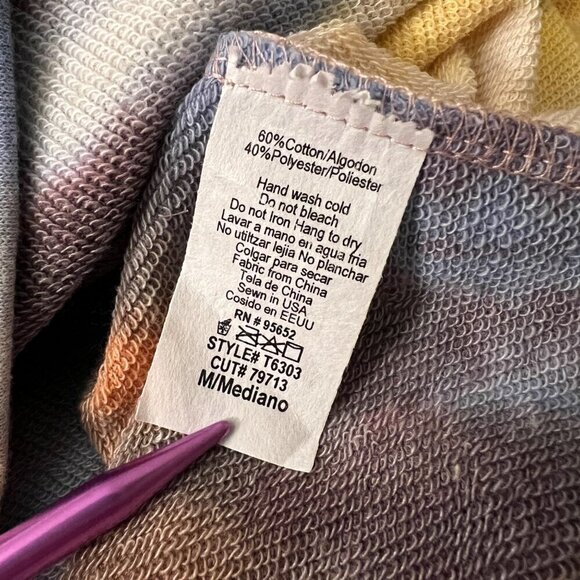 60%Cotton/Algodon
40%Polyester/Poliester
Hand wash cold
Do not bleach
Do not Iron Hang to dry
Lavar a mano en agua fria
No utiltzar lejia No planchar
Colgar para secar
Fabric from China
Tela de China
Sewn in USA
Cosido en EEUU
RN # 95652
STYLE# T6303
CUT# 79713
M/Mediano